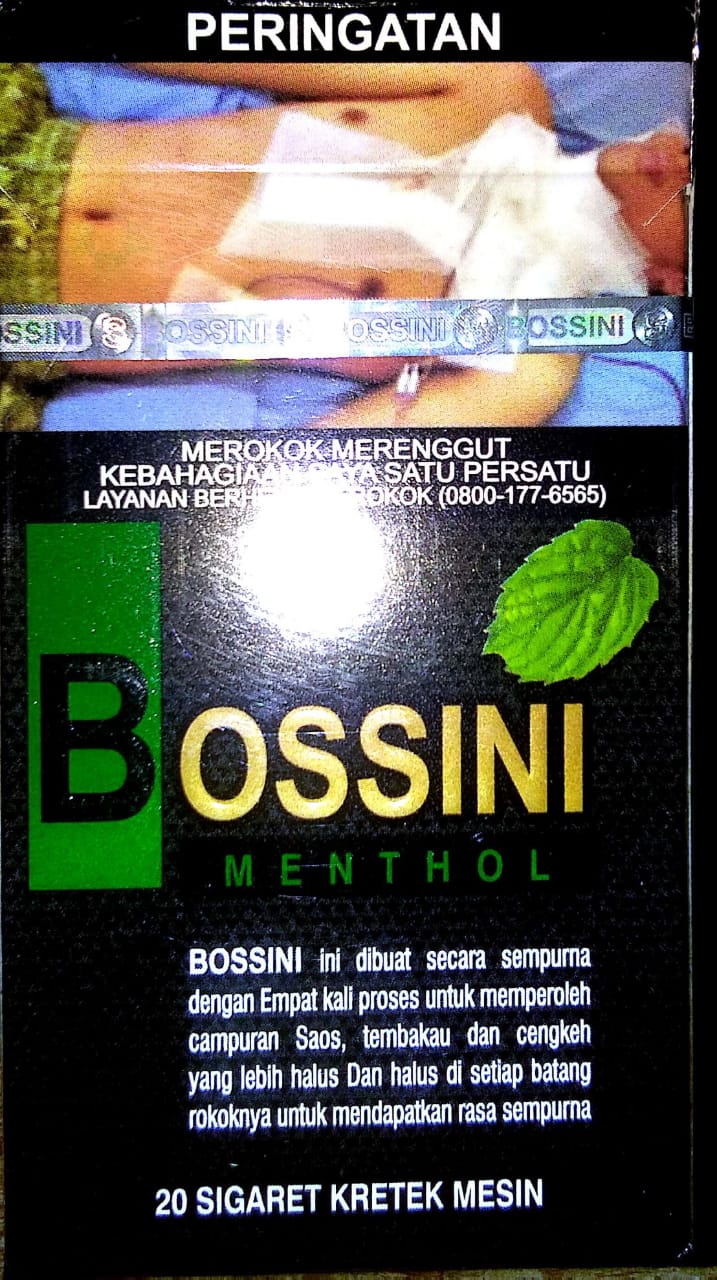 PERINGATAN
OSSINI BOSSINI BOSSINI BOSSINI
MEROKOK MERENGGUT
SATU PERSATU
LAYANAN (0800-177-6565)
BOSSINI
MENTHOL
BOSSINI ini dibuat secara sempurna
dengan Empat kali proses untuk memperoleh
campuran Saos, tembakau dan cengkeh
yang lebih halus Dan halus di setiap batang
rokoknya untuk mendapatkan rasa sempurna
20 SIGARET KRETEK MESIN